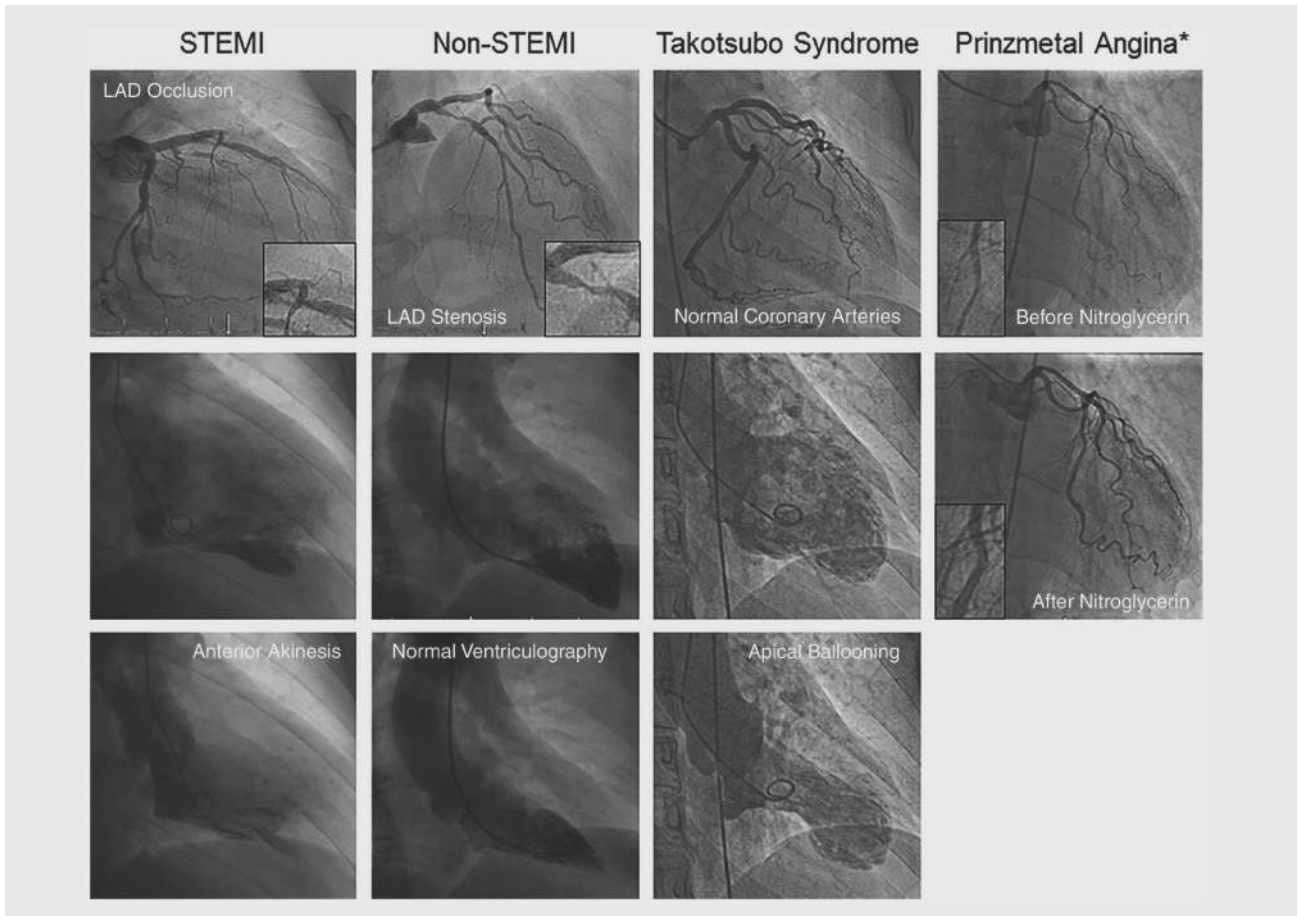 STEMI
Non-STEMI
Takotsubo Syndrome
Prinzmetal Angina*
LAD Occlusion
LAD Stenosis
Normal Coronary Arteries
Before Nitroglycerin
After Nitroglycerin
Anterior Akinesis
Normal Ventriculography
Apical Ballooning